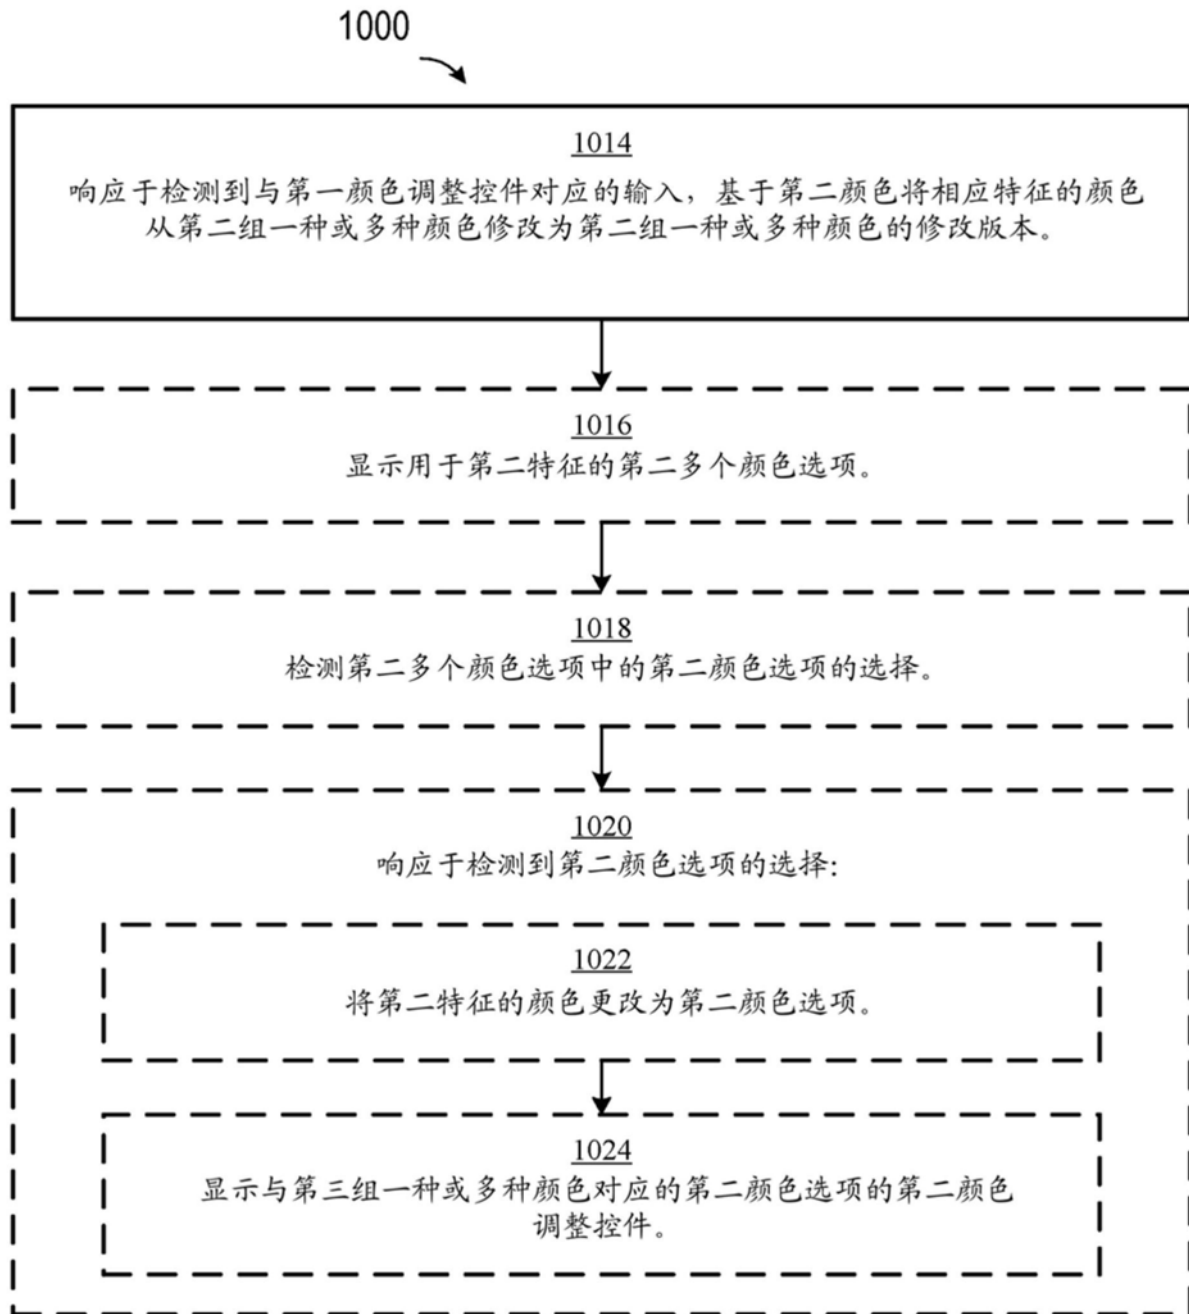 1000
1014
响应于检测到与第一颜色调整控件对应的输入，基于第二颜色将相应特征的颜色
从第二组一种或多种颜色修改为第二组一种或多种颜色的修改版本。
1016
显示用于第二特征的第二多个颜色选项。
1018
检测第二多个颜色选项中的第二颜色选项的选择。
1020
响应于检测到第二颜色选项的选择：
1022
将第二特征的颜色更改为第二颜色选项。
1024
显示与第三组一种或多种颜色对应的第二颜色选项的第二颜色
调整控件。